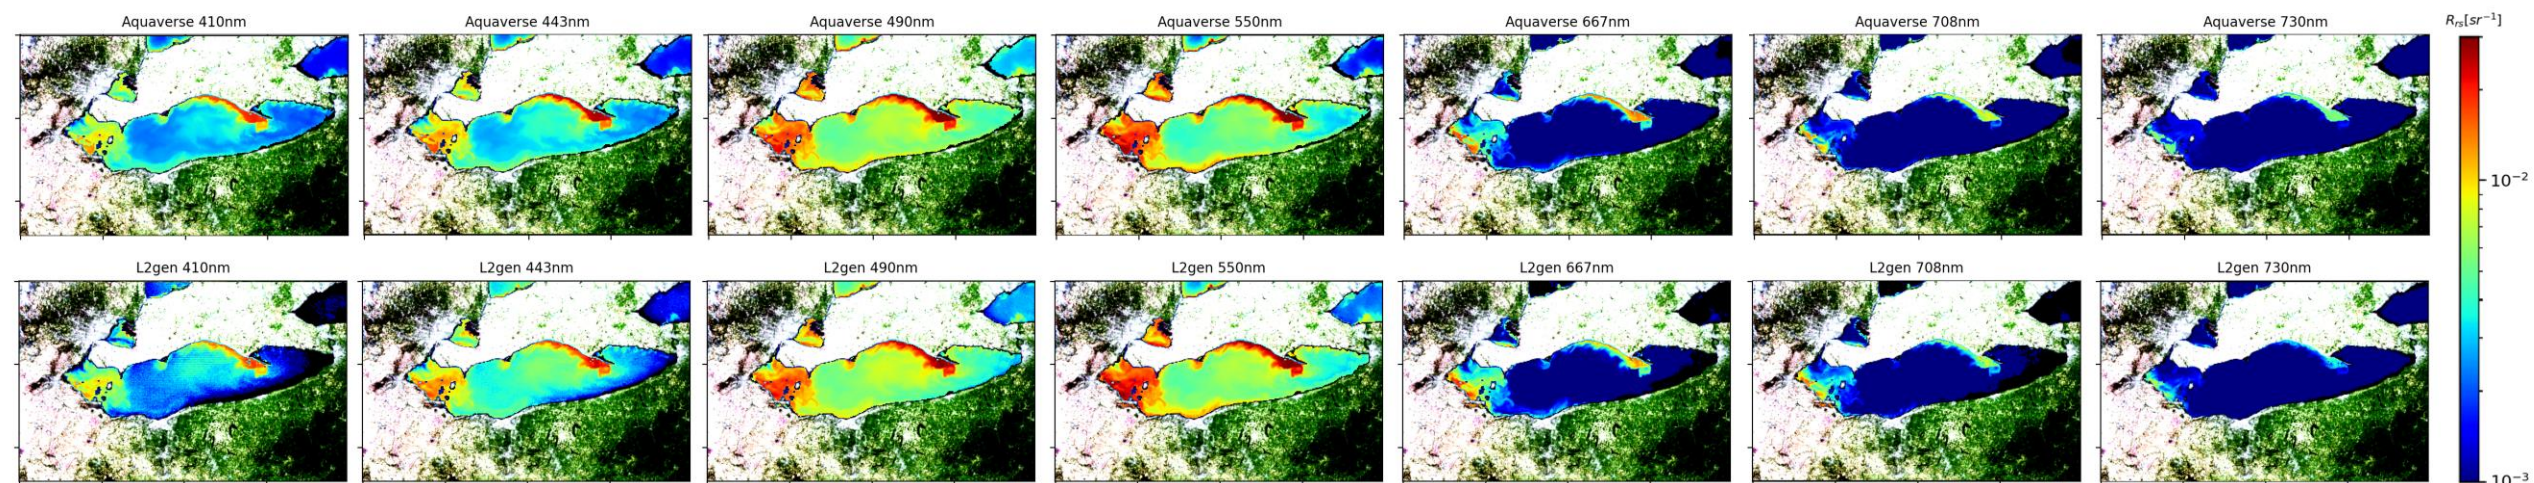 Aquaverse 410nm
Aquaverse 443nm
Aquaverse 490nm
Aquaverse 550nm
Aquaverse 667nm
Aquaverse 708nm
Aquaverse 730nm
R_rs[sr⁻¹]
10⁻²
L2gen 410nm
L2gen 443nm
L2gen 490nm
L2gen 550nm
L2gen 667nm
L2gen 708nm
L2gen 730nm
10⁻³